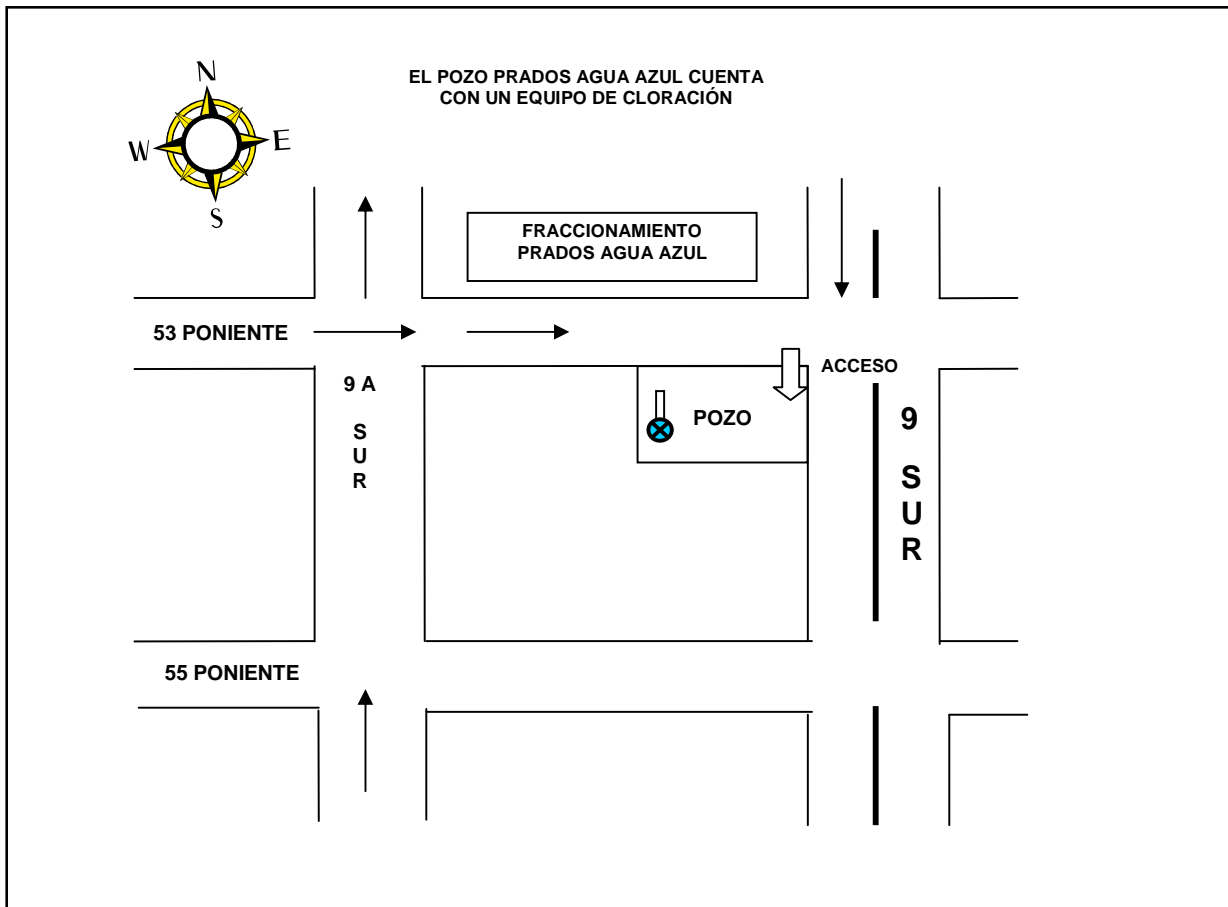 N
W E
S
EL POZO PRADOS AGUA AZUL CUENTA
CON UN EQUIPO DE CLORACIÓN
FRACCIONAMIENTO
PRADOS AGUA AZUL
53 PONIENTE
ACCESO
9 A
S
U
R
POZO
9
S
U
R
55 PONIENTE